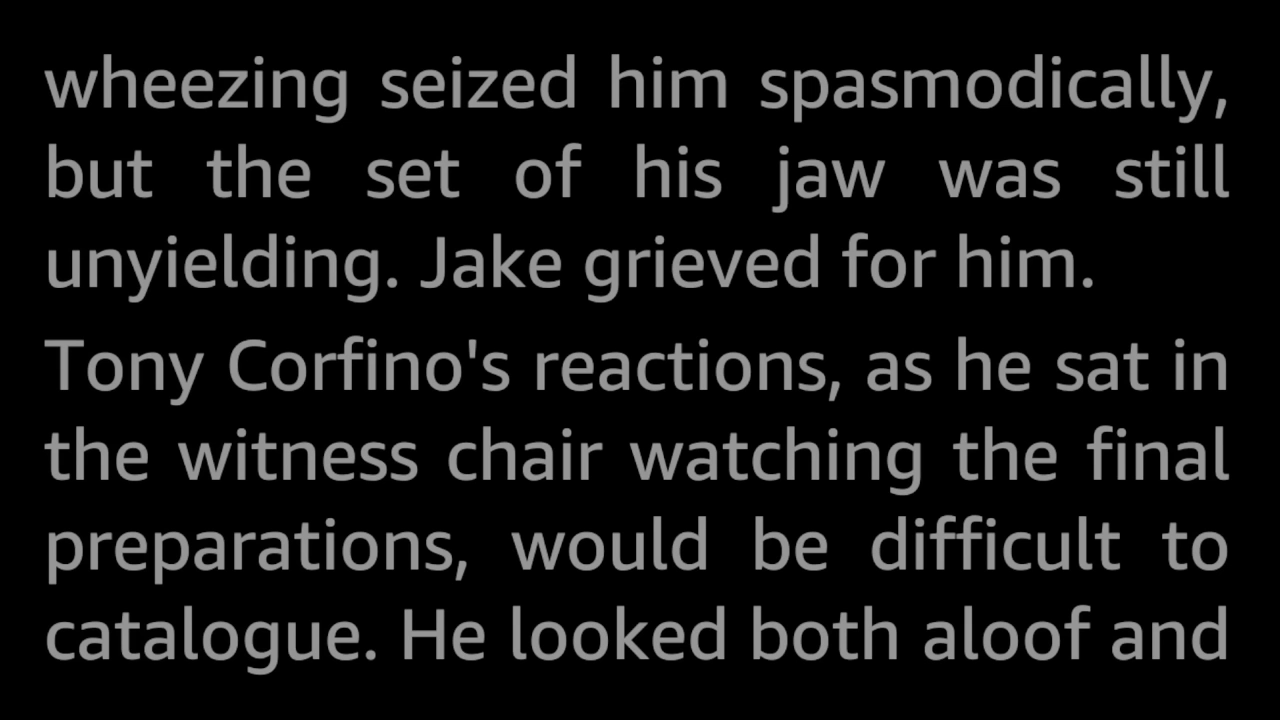 wheezing seized him spasmodically,
but the set of his jaw was still
unyielding. Jake grieved for him.
Tony Corfino's reactions, as he sat in
the witness chair watching the final
preparations, would be difficult to
catalogue. He looked both aloof and